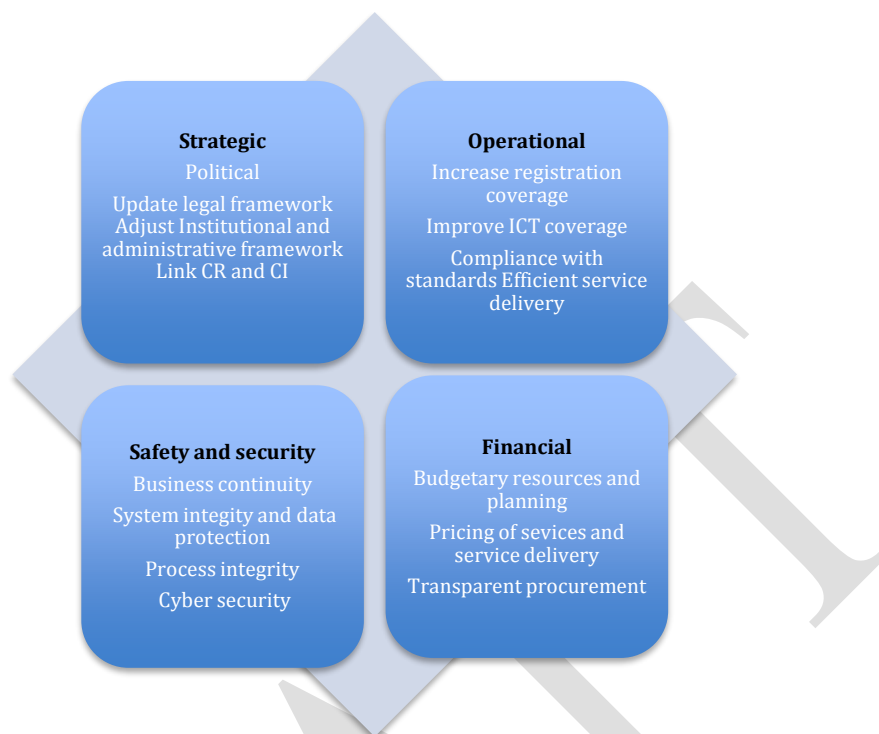 Strategic
Political
Update legal framework
Adjust Institutional and
administrative framework
Link CR and CI
Operational
Increase registration
coverage
Improve ICT coverage
Compliance with
standards Efficient service
delivery
Safety and security
Business continuity
System integity and data
protection
Process integrity
Cyber security
Financial
Budgetary resources and
planning
Pricing of sevices and
service delivery
Transparent procurement